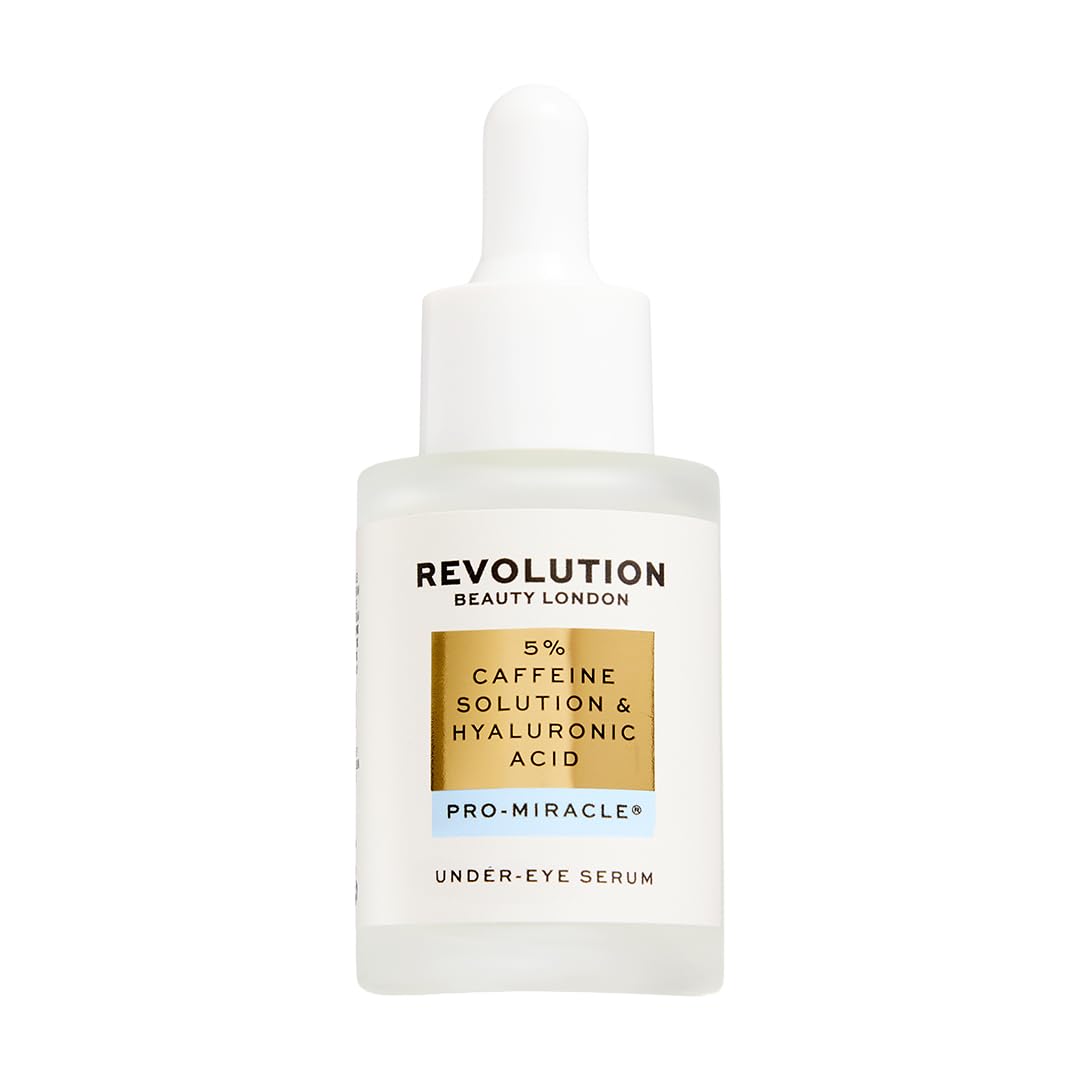 REVOLUTION
BEAUTY LONDON
5%
CAFFEINE
SOLUTION &
HYALURONIC
ACID
PRO-MIRACLE®
UNDER-EYE SERUM